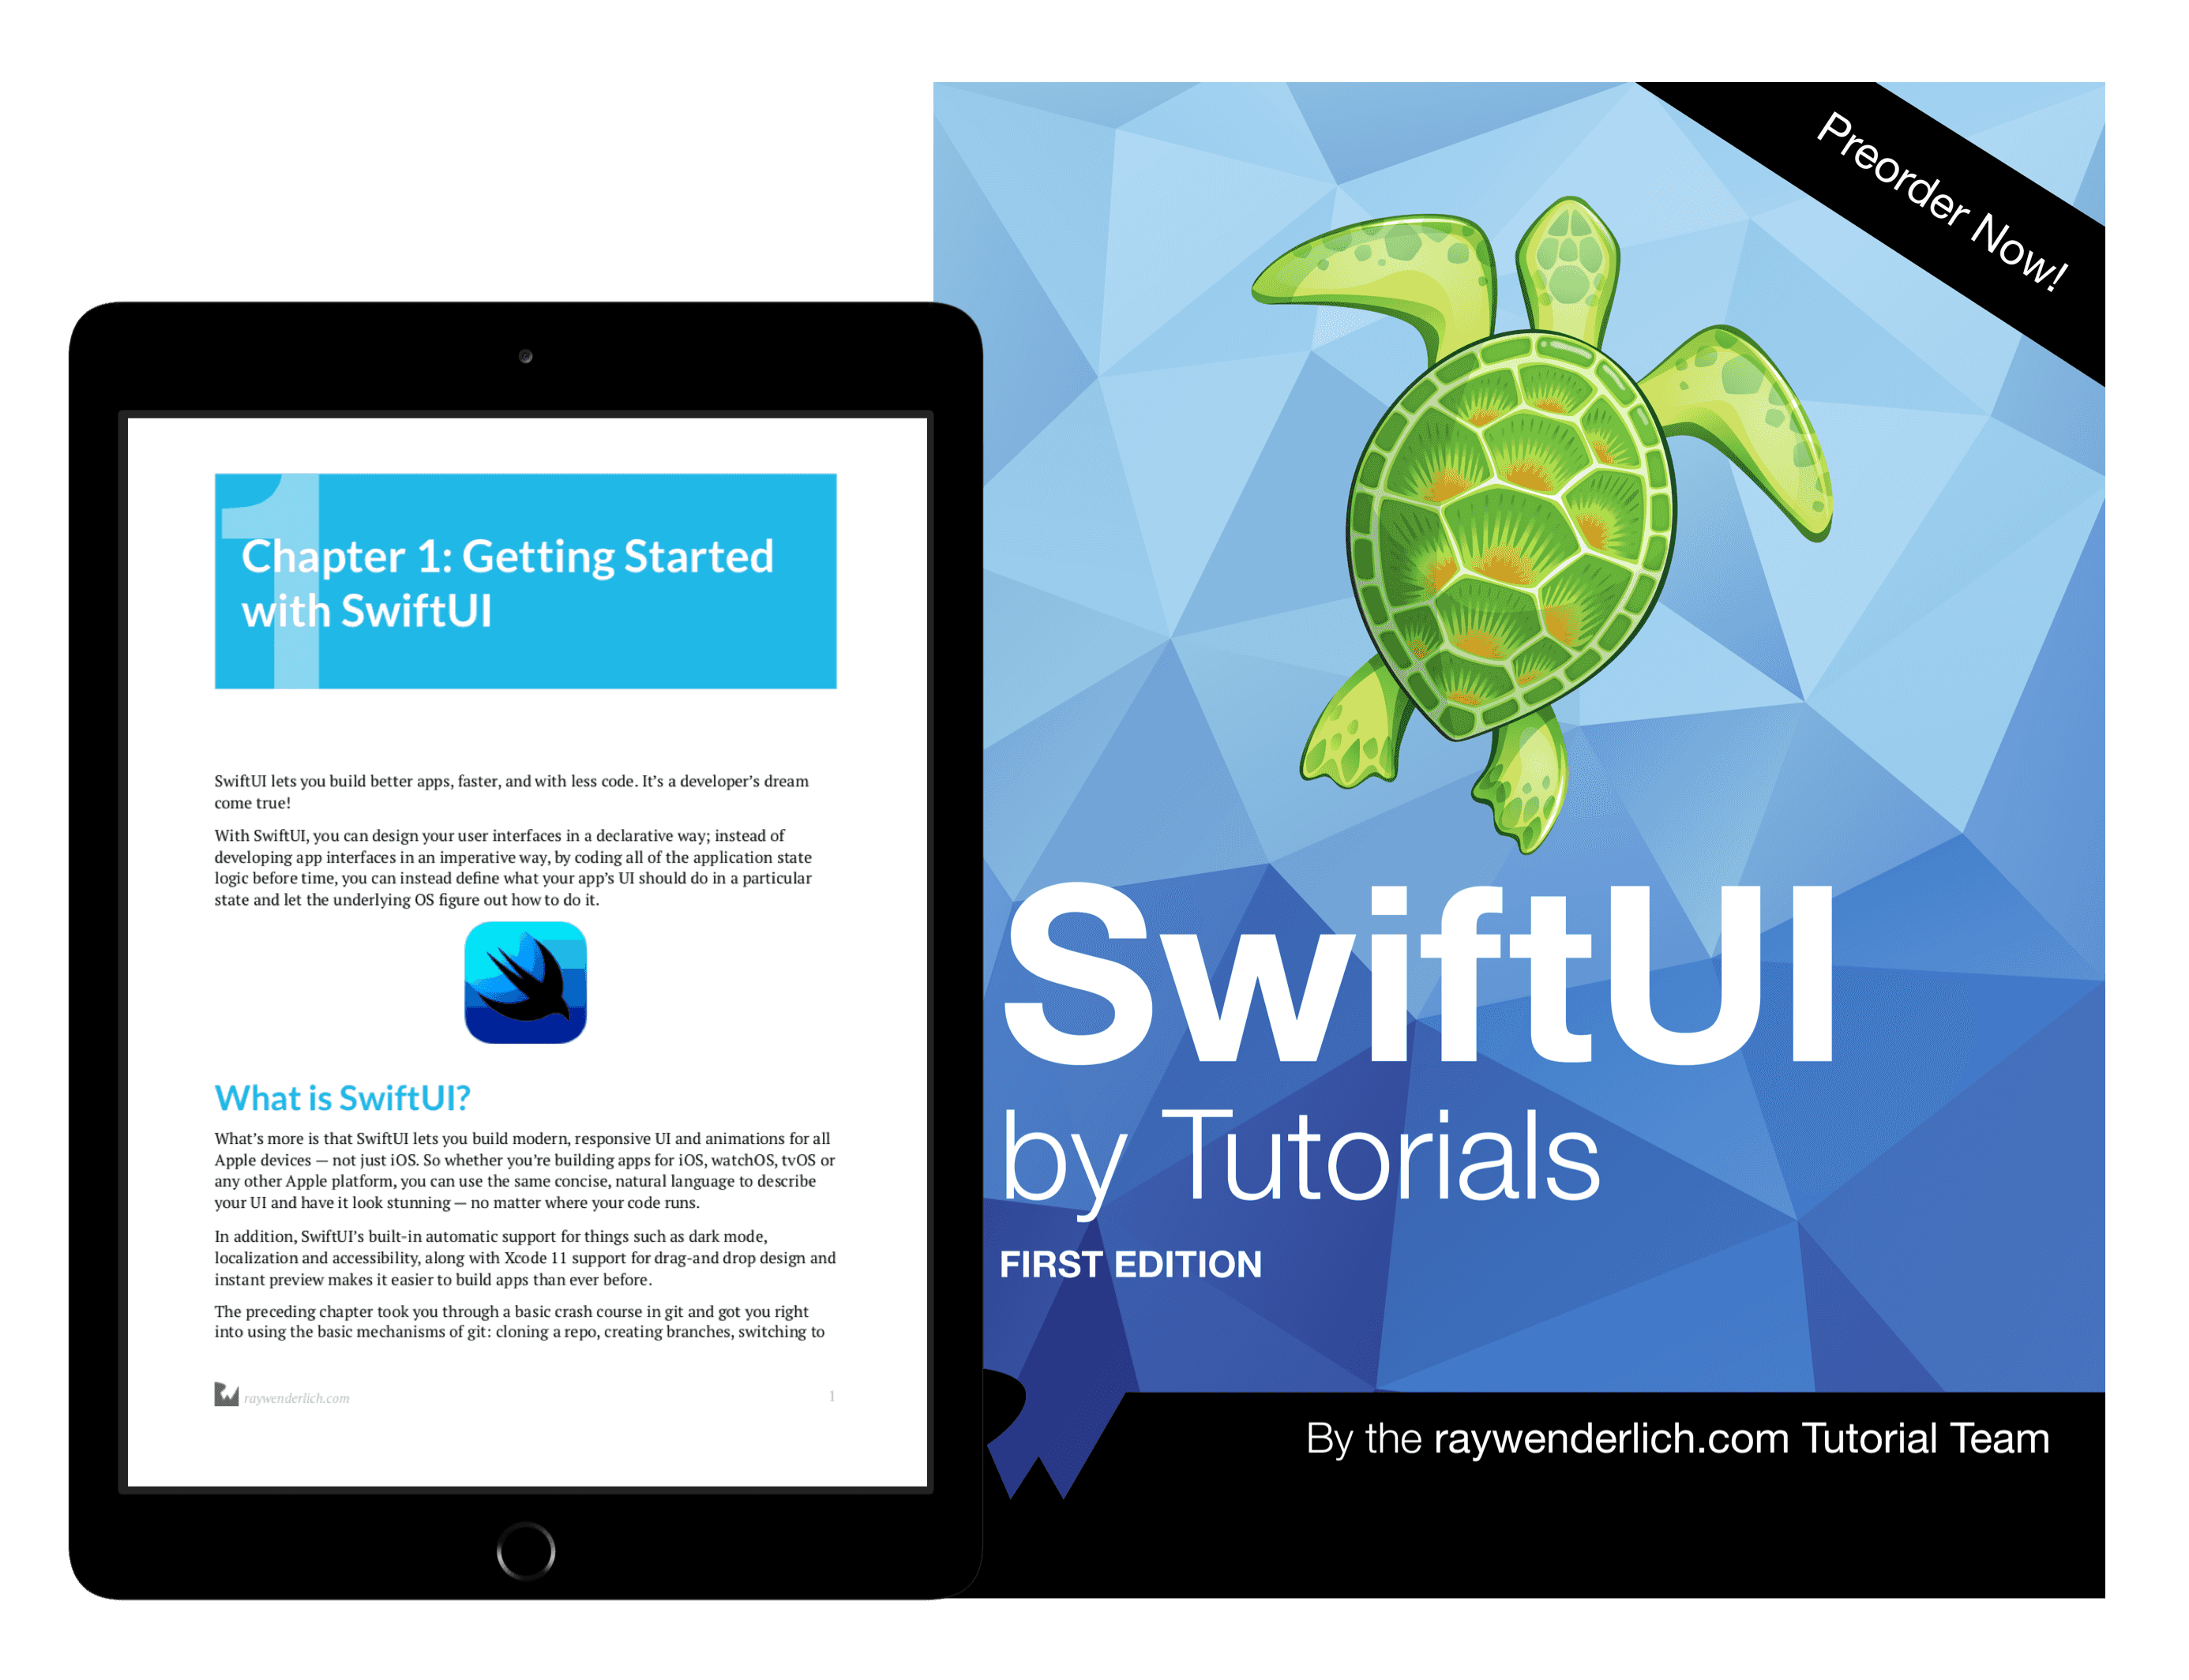 1
Chapter 1: Getting Started
with SwiftUI
SwiftUI lets you build better apps, faster, and with less code. It’s a developer’s dream
come true!
With SwiftUI, you can design your user interfaces in a declarative way; instead of
developing app interfaces in an imperative way, by coding all of the application state
logic before time, you can instead define what your app’s UI should do in a particular
state and let the underlying OS figure out how to do it.
What is SwiftUI?
What’s more is that SwiftUI lets you build modern, responsive UI and animations for all
Apple devices — not just iOS. So whether you’re building apps for iOS, watchOS, tvOS or
any other Apple platform, you can use the same concise, natural language to describe
your UI and have it look stunning — no matter where your code runs.
In addition, SwiftUI’s built-in automatic support for things such as dark mode,
localization and accessibility, along with Xcode 11 support for drag-and drop design and
instant preview makes it easier to build apps than ever before.
The preceding chapter took you through a basic crash course in git and got you right
into using the basic mechanisms of git: cloning a repo, creating branches, switching to
raywenderlich.com 1
Preorder Now!
SwiftUI
by Tutorials
FIRST EDITION
By the raywenderlich.com Tutorial Team